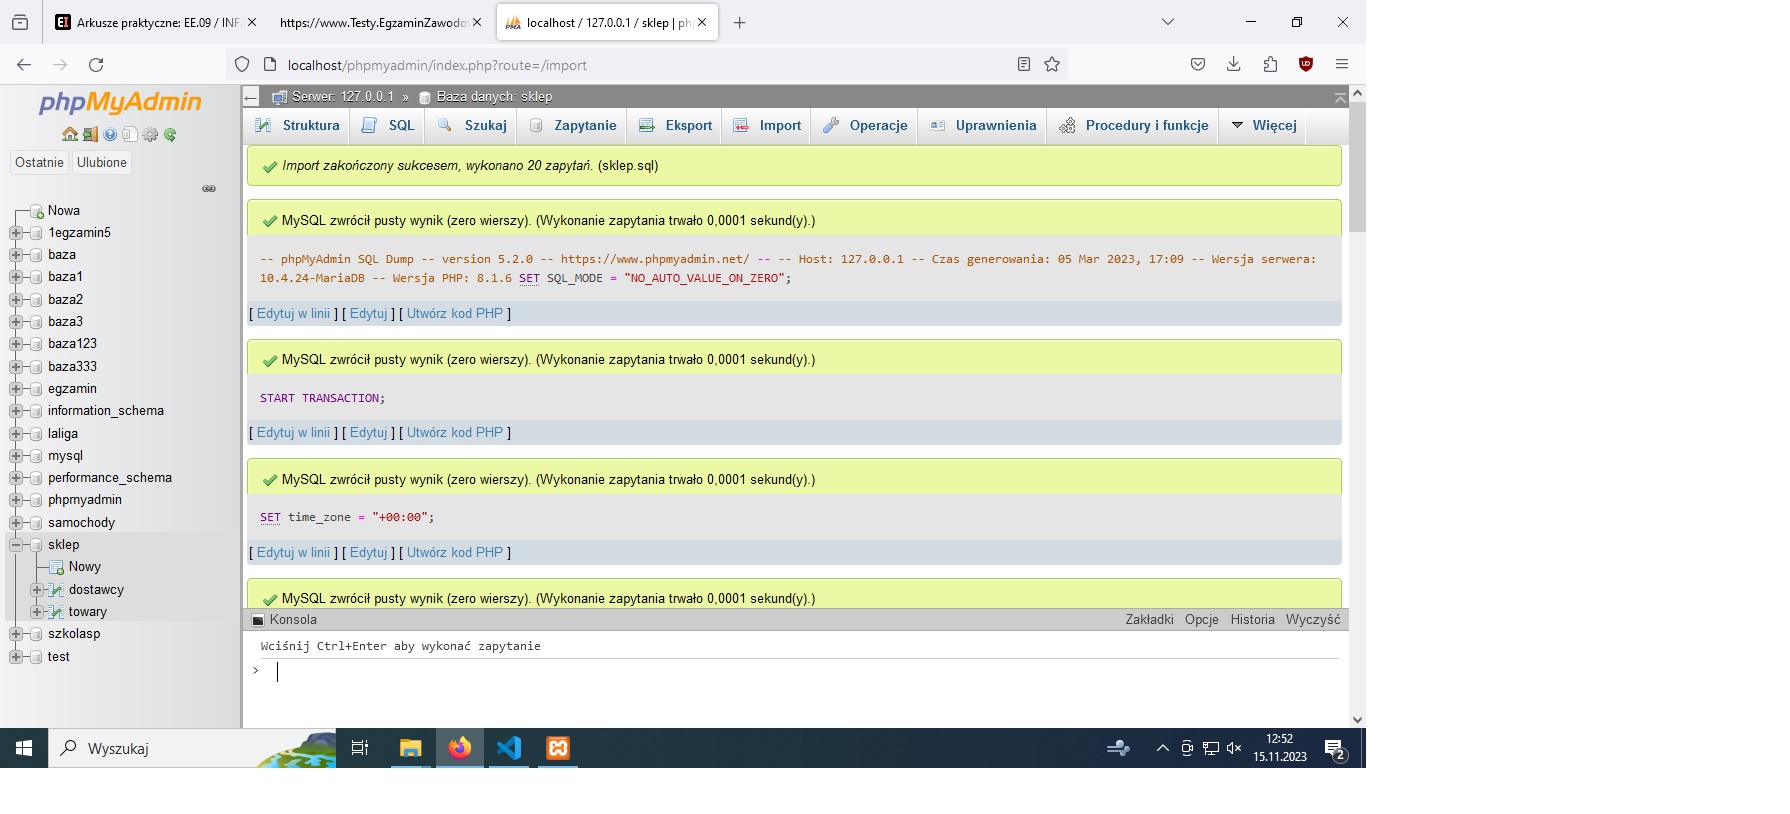 Arkusze praktyczne: EE.09 / INF.
https://www.Testy.EgzaminZawodow
localhost / 127.0.0.1 / sklep | ph
localhost/phpmyadmin/index.php?route=/import
phpMyAdmin
Ostatnie
Ulubione
Nowa
1egzamin5
baza
baza1
baza2
baza3
baza123
baza333
egzamin
information_schema
laliga
mysql
performance_schema
phpmyadmin
samochody
sklep
Nowy
dostawcy
towary
szkolasp
test
Serwer: 127.0.0.1 » Baza danych: sklep
Struktura
SQL
Szukaj
Zapytanie
Eksport
Import
Operacje
Uprawnienia
Procedury i funkcje
Więcej
Import zakończony sukcesem, wykonano 20 zapytań. (sklep.sql)
MySQL zwrócił pusty wynik (zero wierszy). (Wykonanie zapytania trwało 0,0001 sekund(y).)
-- phpMyAdmin SQL Dump -- version 5.2.0 -- https://www.phpmyadmin.net/ -- -- Host: 127.0.0.1 -- Czas generowania: 05 Mar 2023, 17:09 -- Wersja serwera:
10.4.24-MariaDB -- Wersja PHP: 8.1.6 SET SQL_MODE = "NO_AUTO_VALUE_ON_ZERO";
[ Edytuj w linii ] [ Edytuj ] [ Utwórz kod PHP ]
MySQL zwrócił pusty wynik (zero wierszy). (Wykonanie zapytania trwało 0,0001 sekund(y).)
START TRANSACTION;
[ Edytuj w linii ] [ Edytuj ] [ Utwórz kod PHP ]
MySQL zwrócił pusty wynik (zero wierszy). (Wykonanie zapytania trwało 0,0001 sekund(y).)
SET time_zone = "+00:00";
[ Edytuj w linii ] [ Edytuj ] [ Utwórz kod PHP ]
MySQL zwrócił pusty wynik (zero wierszy). (Wykonanie zapytania trwało 0,0001 sekund(y).)
Konsola
Zakładki
Opcje
Historia
Wyczyść
Wciśnij Ctrl+Enter aby wykonać zapytanie
>
Wyszukaj
12:52
15.11.2023
2